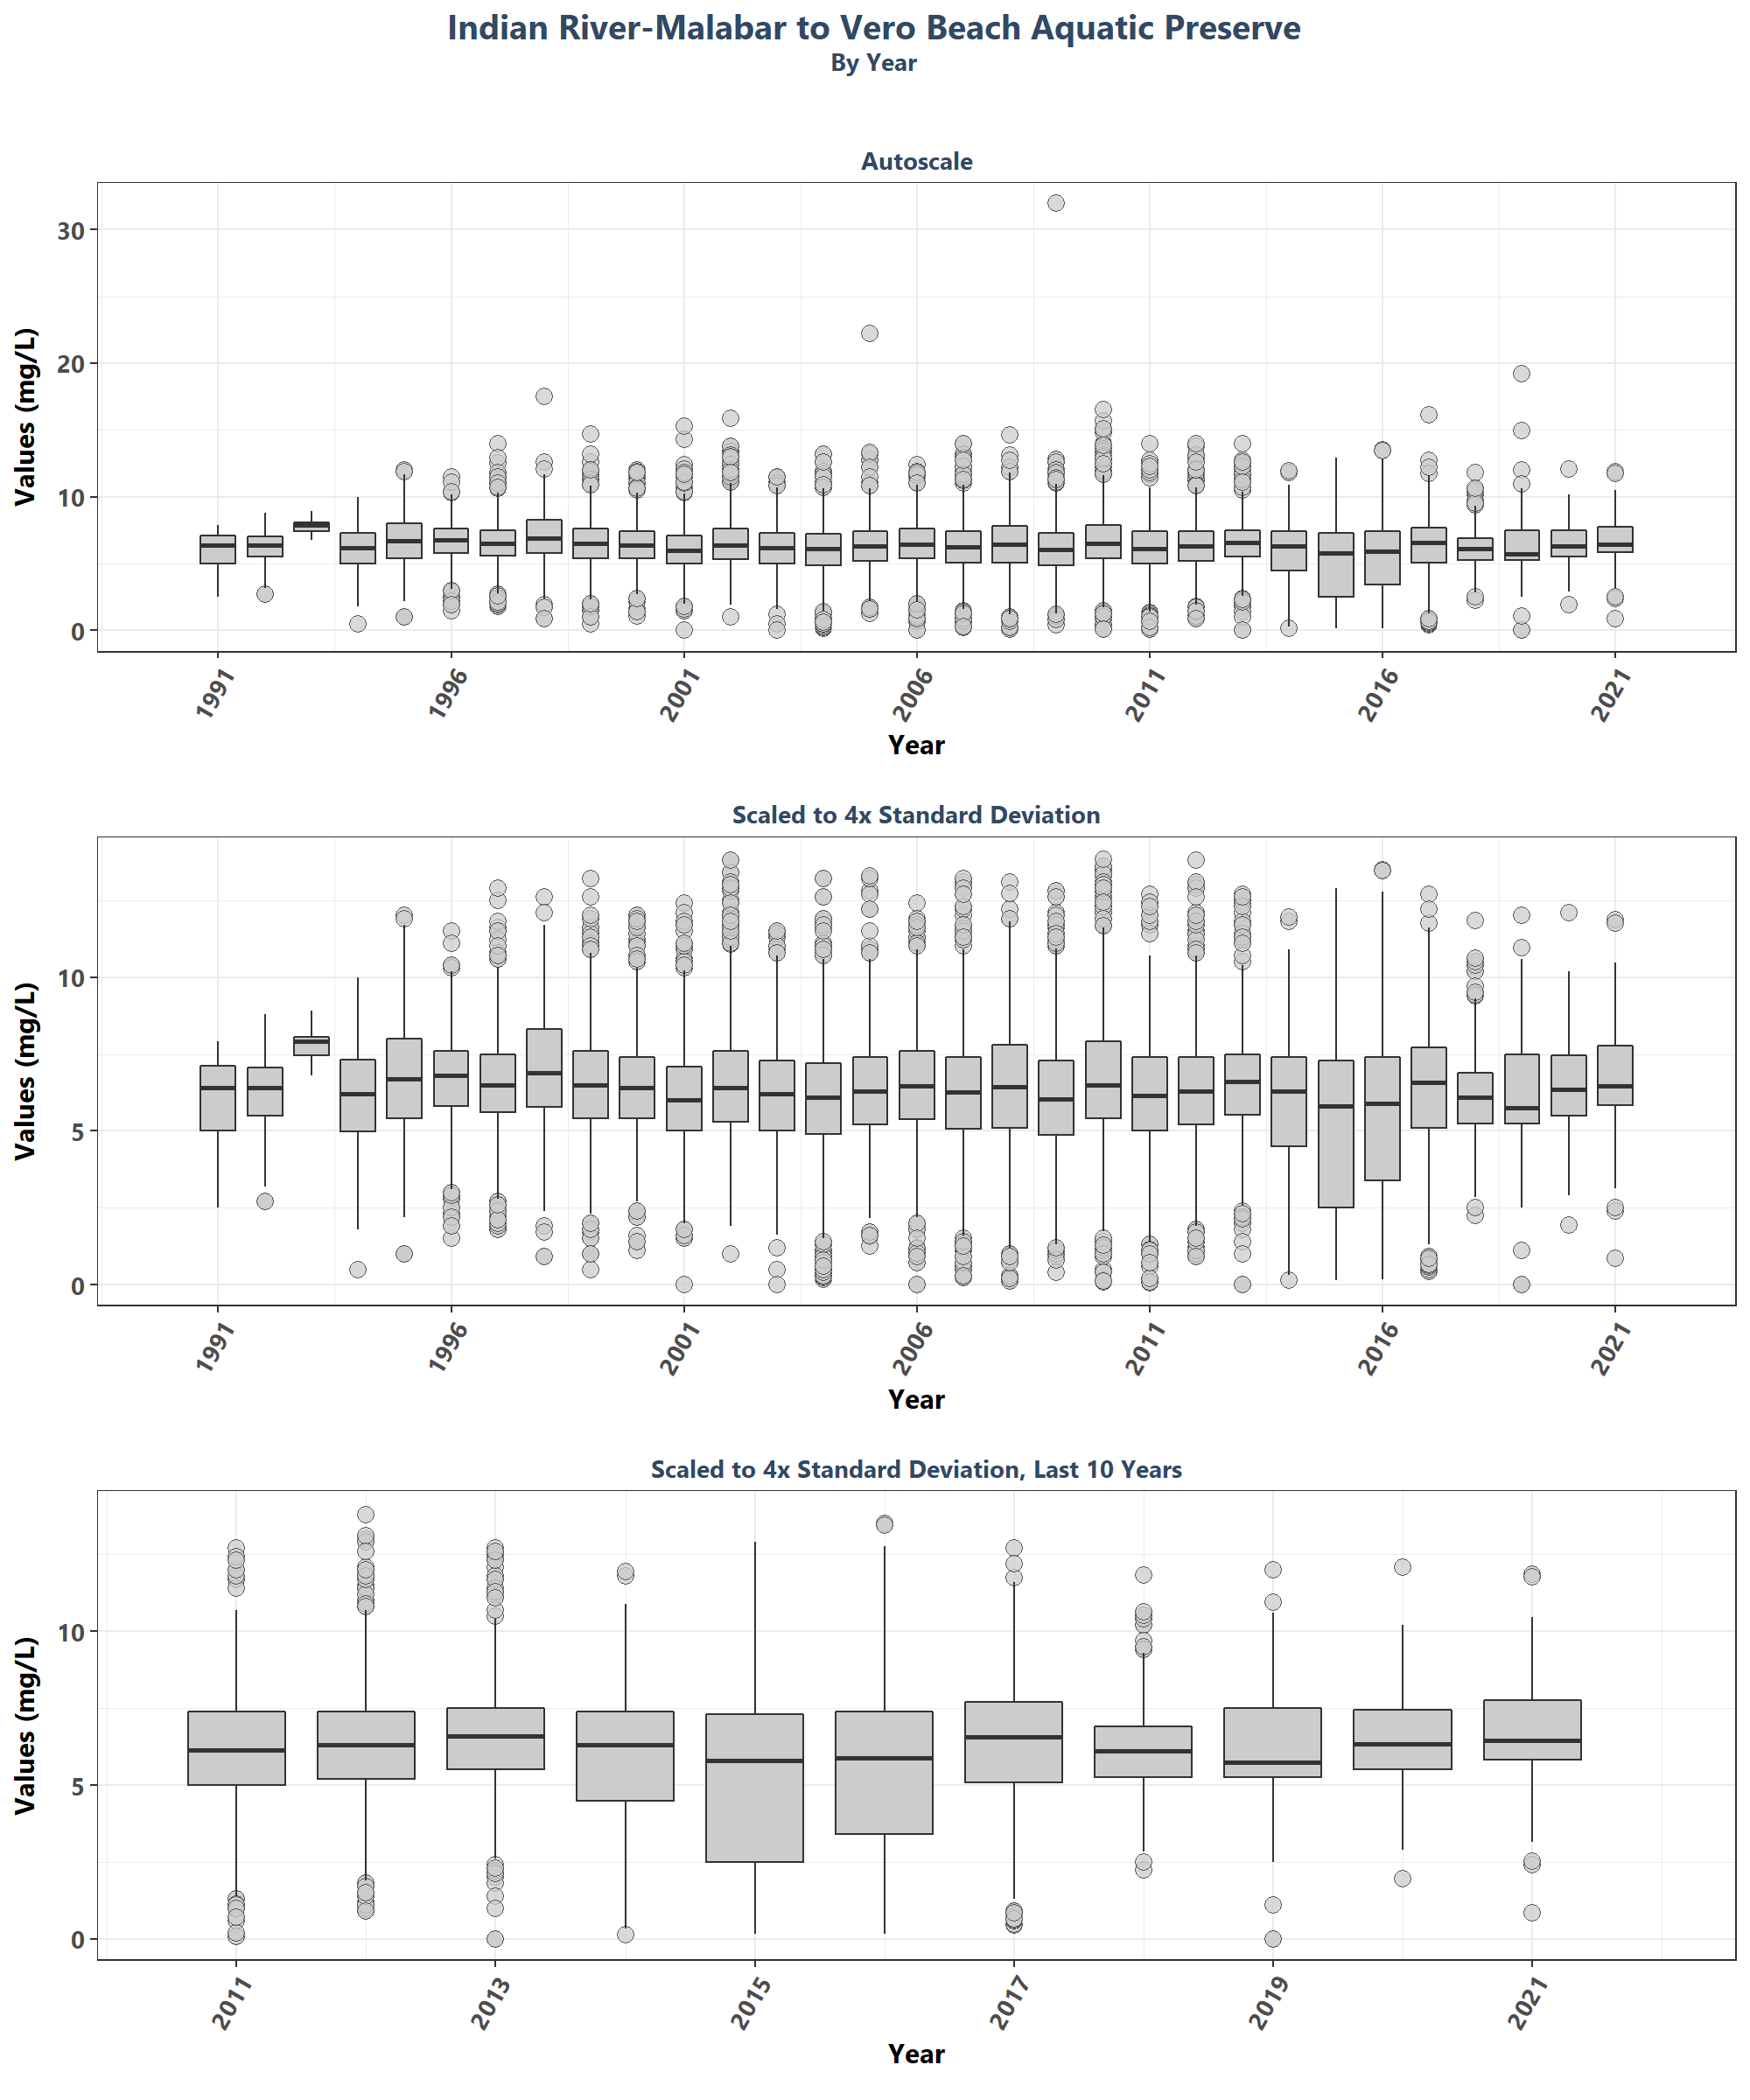 Indian River-Malabar to Vero Beach Aquatic Preserve
By Year
Autoscale
Values (mg/L)
30
20
10
0
1991
1996
2001
2006
2011
2016
2021
Year
Scaled to 4x Standard Deviation
Values (mg/L)
10
5
0
1991
1996
2001
2006
2011
2016
2021
Year
Scaled to 4x Standard Deviation, Last 10 Years
Values (mg/L)
10
5
0
2011
2013
2015
2017
2019
2021
Year